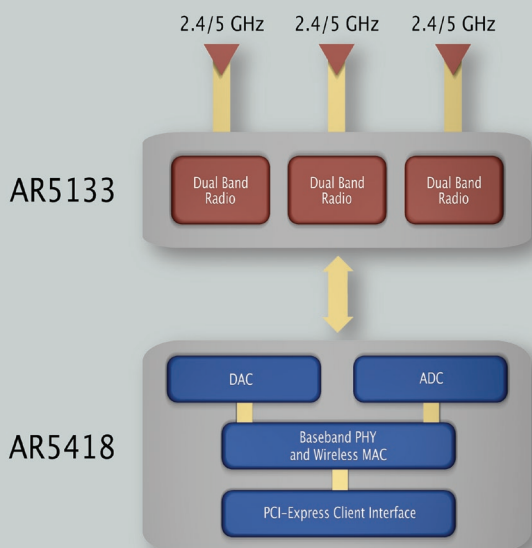 2.4/5 GHz 2.4/5 GHz 2.4/5 GHz
AR5133
Dual Band
Radio
Dual Band
Radio
Dual Band
Radio
DAC
ADC
AR5418
Baseband PHY
and Wireless MAC
PCI-Express Client Interface